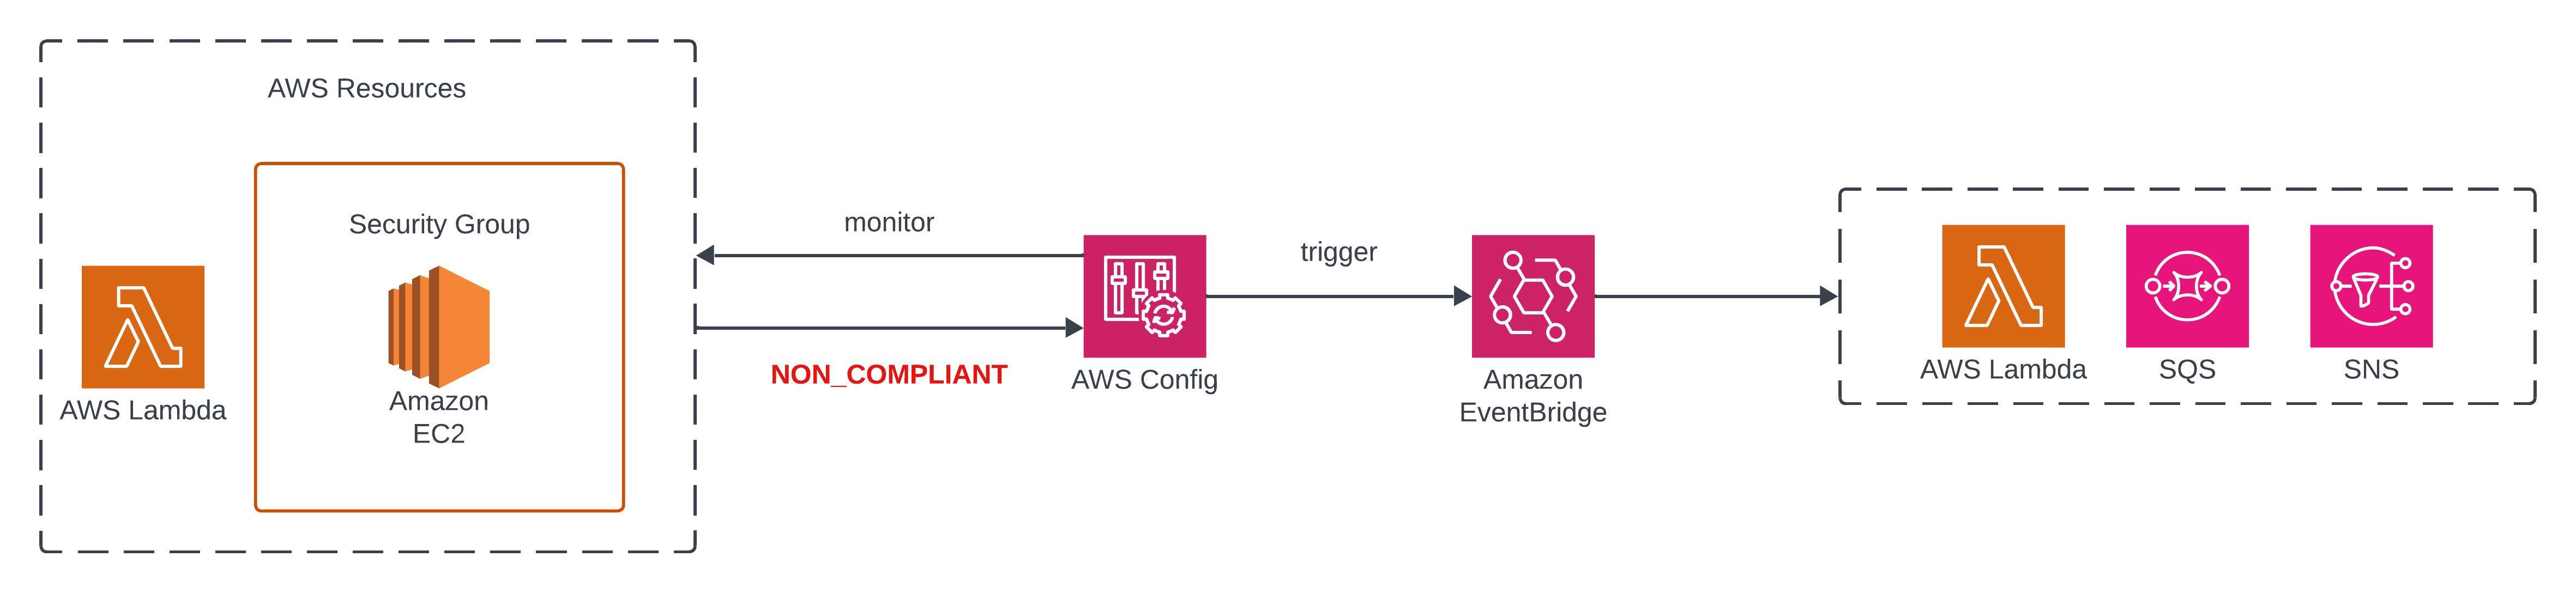 AWS Resources
Security Group
AWS Lambda
Amazon
EC2
monitor
NON_COMPLIANT
AWS Config
trigger
Amazon
EventBridge
AWS Lambda
SQS
SNS